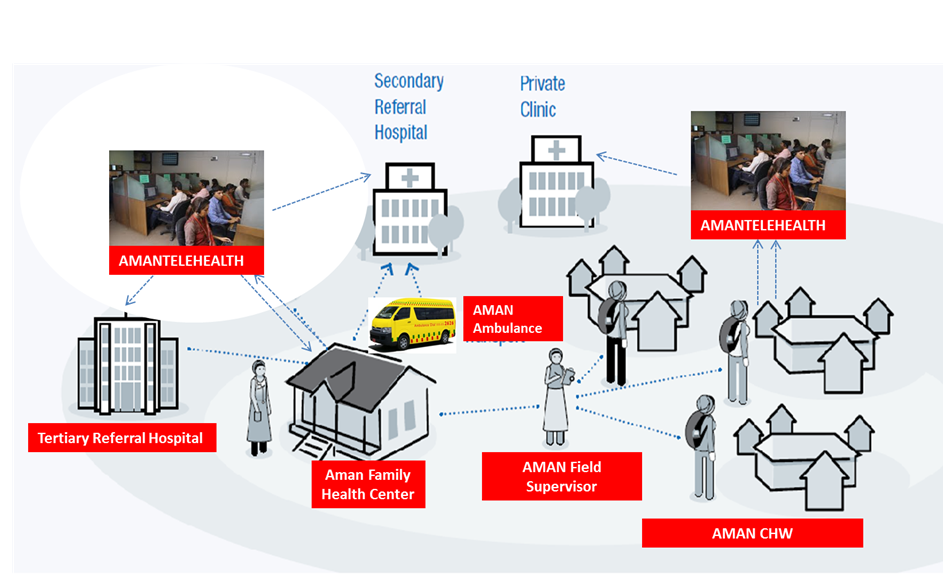 Secondary
Referral
Hospital
Private
Clinic
AMANTELEHEALTH
AMANTELEHEALTH
AMAN
Ambulance
Tertiary Referral Hospital
Aman Family
Health Center
AMAN Field
Supervisor
AMAN CHW